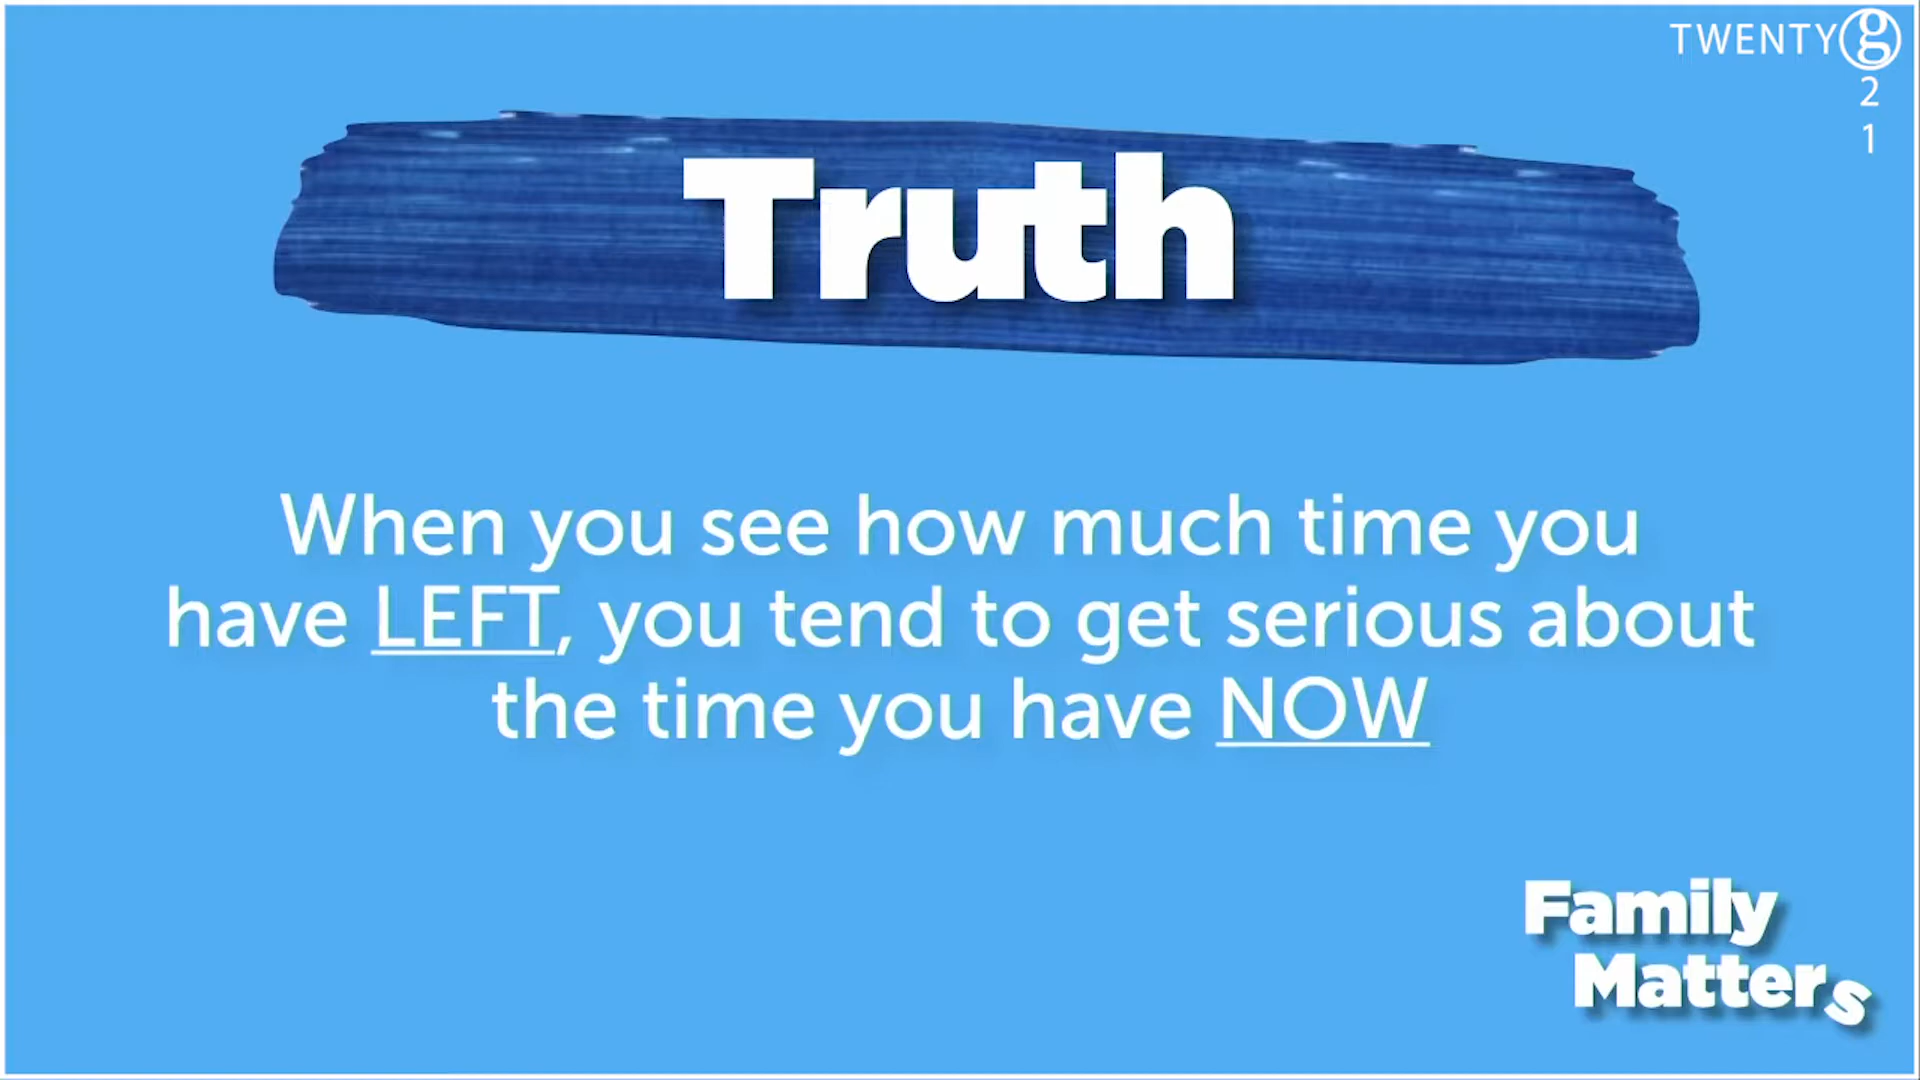 TWENTY g
2
1
Truth
When you see how much time you
have LEFT, you tend to get serious about
the time you have NOW
Family
Matters